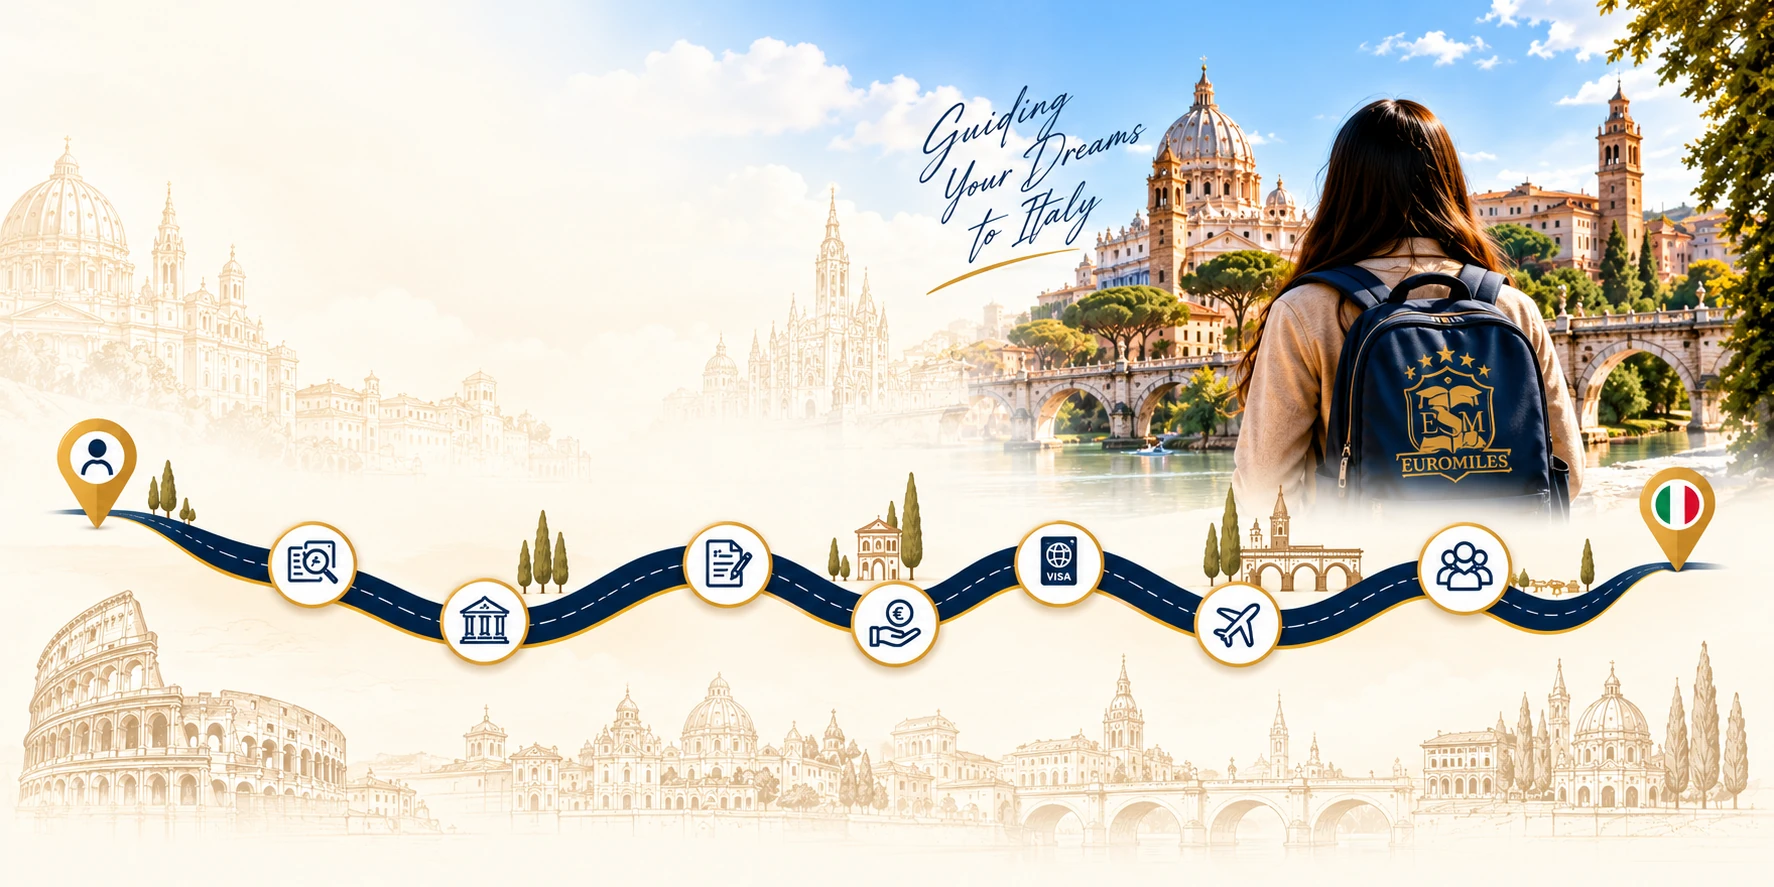 Guiding
Your Dreams
to Italy
ESM
EUROMILES
€
VISA